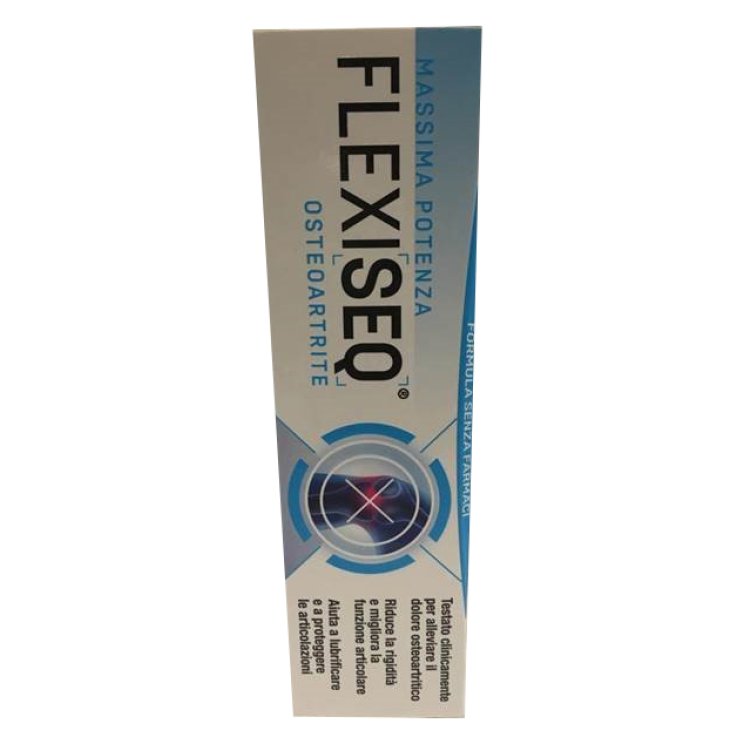 MASSIMA POTENZA
FLEXISEQ®
OSTEOARTRITE
FORMULA SENZA FARMACI
Testato clinicamente
per alleviare il
dolore osteoartritico
Riduce la rigidità
e migliora la
funzione articolare
Aiuta a lubrificare
e a proteggere
le articolazioni